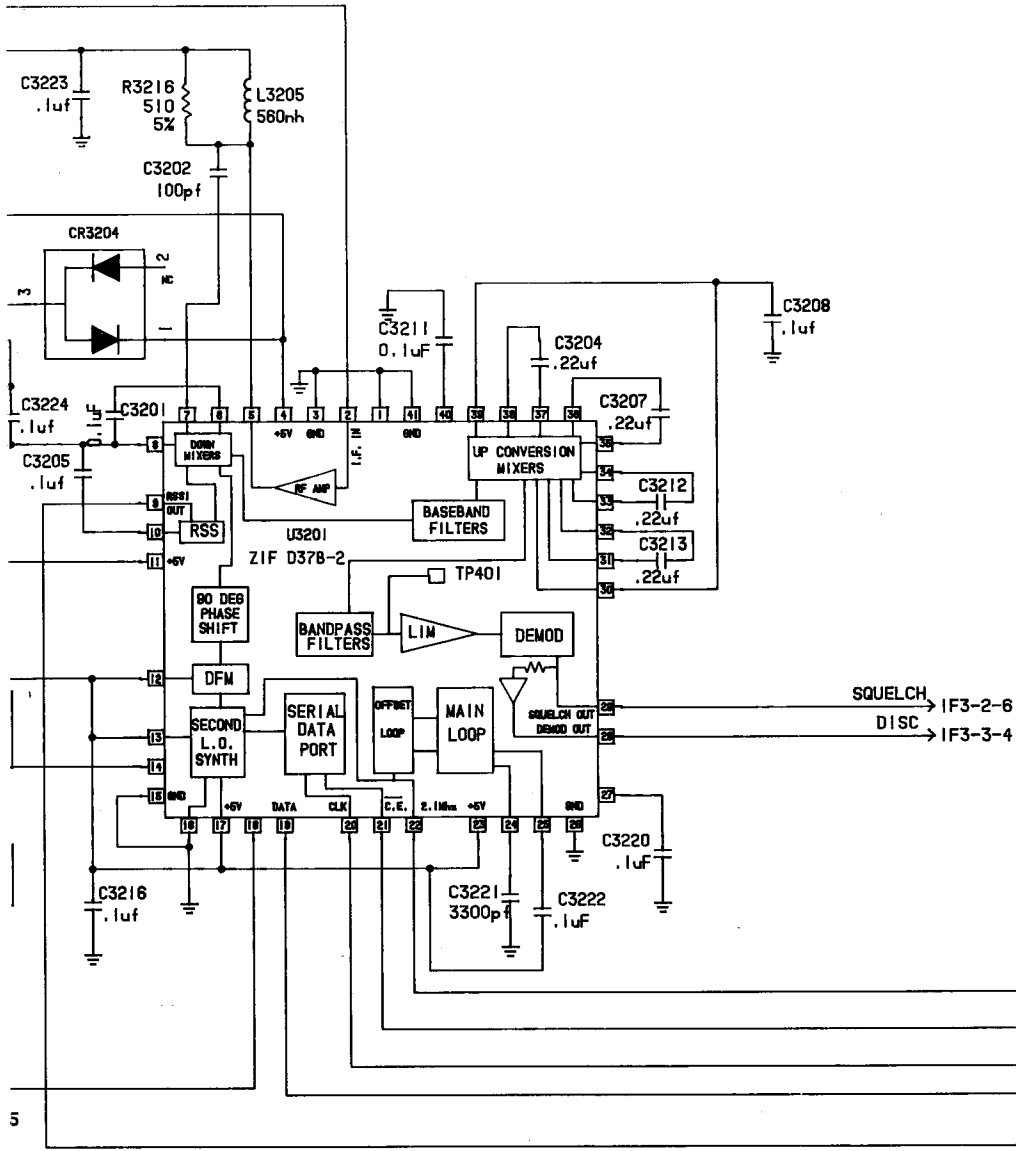 C3223
.1uf
R3216
510
5%
L3205
560nh
C3202
100pf
CR3204
2
NC
3
1
C3211
0.1uF
C3204
.22uf
C3208
.1uf
C3207
.22uf
C3224
.1uf
0.1uF
C3201
C3205
.1uf
7
6
5
4
3
2
1
41
40
39
38
37
36
+5V
GND
I.F. IN
GND
8
DOWN
MIXERS
RF AMP
UP CONVERSION
MIXERS
35
34
33
32
31
30
C3212
.22uf
C3213
.22uf
9
RSSI
OUT
10
RSS
11
+5V
BASEBAND
FILTERS
U3201
ZIF D37B-2
TP401
90 DEG
PHASE
SHIFT
BANDPASS
FILTERS
LIM
DEMOD
12
DFM
13
SECOND
L.O.
SYNTH
SERIAL
DATA
PORT
OFFSET
LOOP
MAIN
LOOP
SQUELCH OUT
DEMOD OUT
29
28
SQUELCH
IF3-2-6
DISC
IF3-3-4
14
15
GND
+5V
DATA
CLK
C.E.
+5V
GND
27
16
17
18
19
20
21
22
23
24
25
26
C3220
.1uF
C3216
.1uf
C3221
3300pf
C3222
.1uF
5